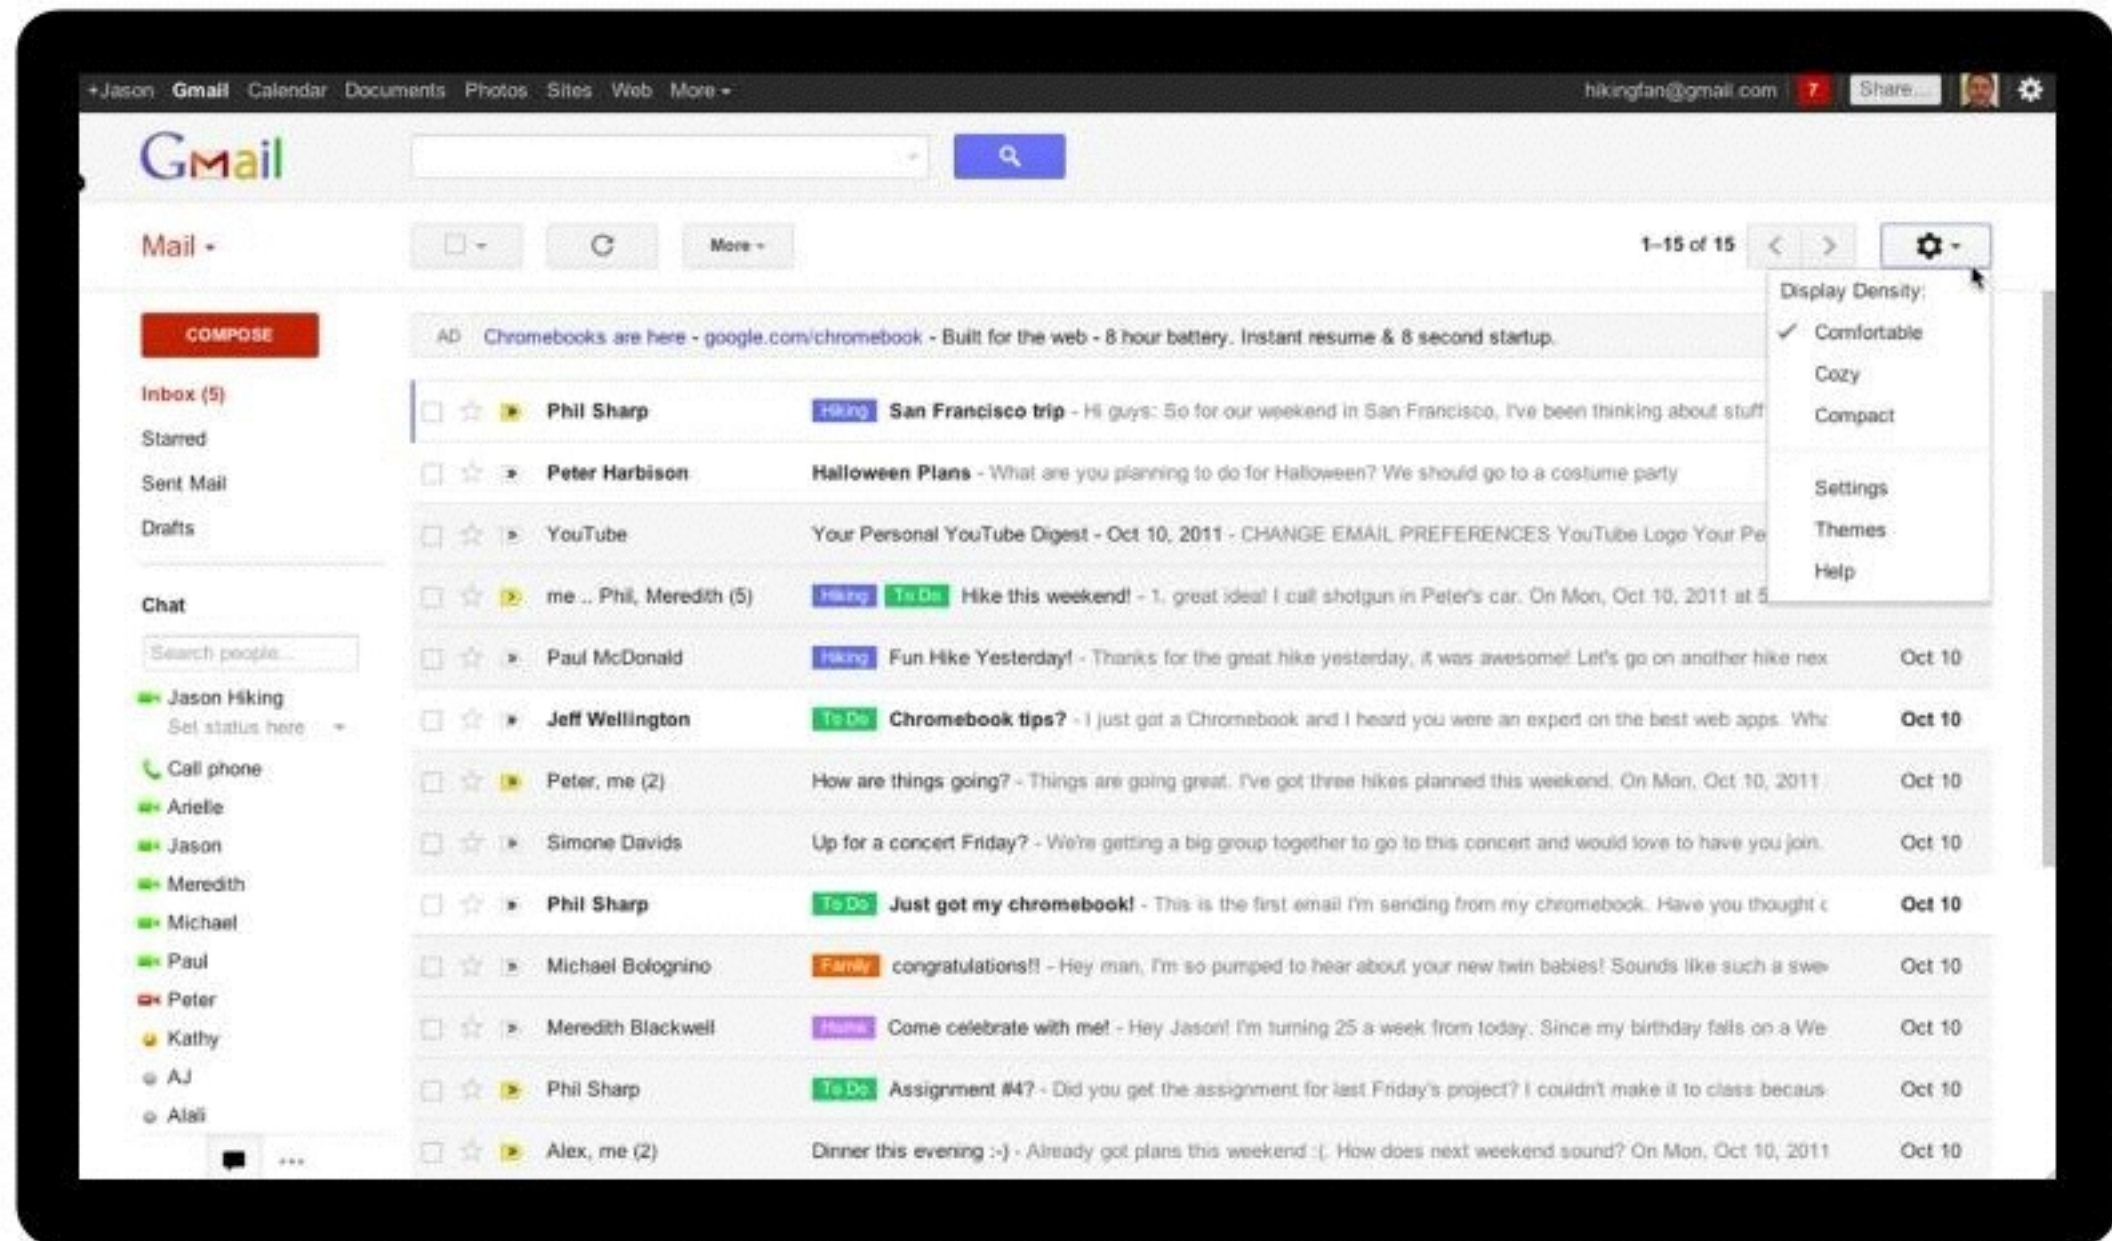 +Jason Gmail Calendar Documents Photos Sites Web More hikingfan@gmail.com 7 Share...
Gmail
Mail More 1–15 of 15
Display Density:
Comfortable
Cozy
Compact
Settings
Themes
Help
COMPOSE
Inbox (5)
Starred
Sent Mail
Drafts
Chat
Search people...
Jason Hiking
Set status here
Call phone
Arielle
Jason
Meredith
Michael
Paul
Peter
Kathy
AJ
Alali
AD Chromebooks are here - google.com/chromebook - Built for the web - 8 hour battery. Instant resume & 8 second startup.
Phil Sharp Hiking San Francisco trip - Hi guys: So for our weekend in San Francisco, I've been thinking about stuff
Peter Harbison Halloween Plans - What are you planning to do for Halloween? We should go to a costume party
YouTube Your Personal YouTube Digest - Oct 10, 2011 - CHANGE EMAIL PREFERENCES YouTube Logo Your Pe
me .. Phil, Meredith (5) Hiking To Do Hike this weekend! - 1. great idea! I call shotgun in Peter's car. On Mon, Oct 10, 2011 at 5
Paul McDonald Hiking Fun Hike Yesterday! - Thanks for the great hike yesterday, it was awesome! Let's go on another hike nex Oct 10
Jeff Wellington To Do Chromebook tips? - I just got a Chromebook and I heard you were an expert on the best web apps. Wha Oct 10
Peter, me (2) How are things going? - Things are going great. I've got three hikes planned this weekend. On Mon, Oct 10, 2011 Oct 10
Simone Davids Up for a concert Friday? - We're getting a big group together to go to this concert and would love to have you join. Oct 10
Phil Sharp To Do Just got my chromebook! - This is the first email I'm sending from my chromebook. Have you thought c Oct 10
Michael Bolognino Family congratulations!! - Hey man, I'm so pumped to hear about your new twin babies! Sounds like such a swe Oct 10
Meredith Blackwell Home Come celebrate with me! - Hey Jason! I'm turning 25 a week from today. Since my birthday falls on a We Oct 10
Phil Sharp To Do Assignment #4? - Did you get the assignment for last Friday's project? I couldn't make it to class becaus Oct 10
Alex, me (2) Dinner this evening :-) - Already got plans this weekend :(. How does next weekend sound? On Mon, Oct 10, 2011 Oct 10